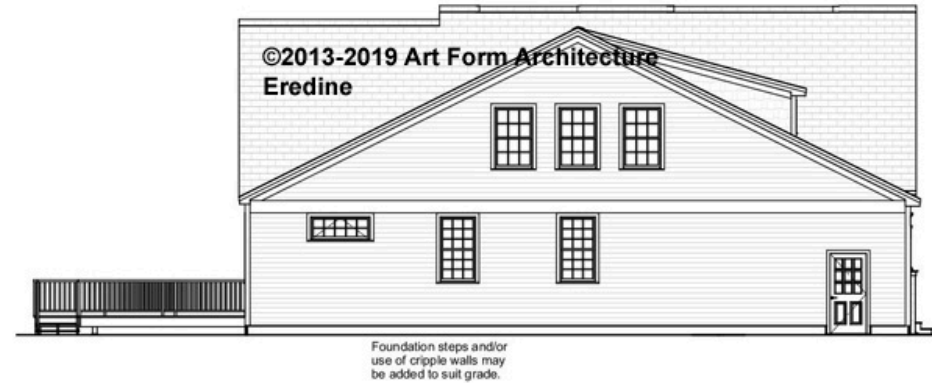 ©2013-2019 Art Form Architecture
Eredine
Foundation steps and/or
use of cripple walls may
be added to suit grade.